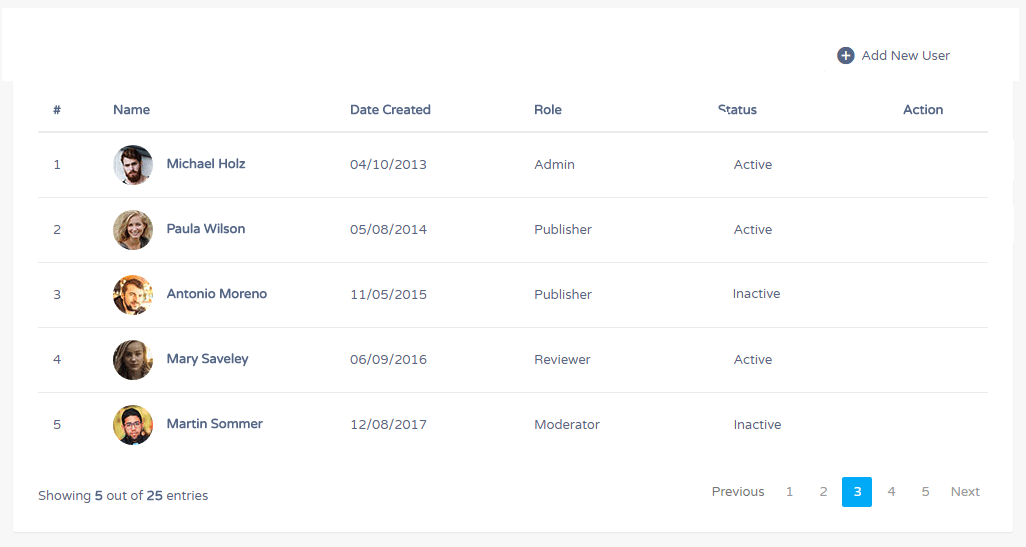 Add New User
# Name Date Created Role Status Action
1 Michael Holz 04/10/2013 Admin Active
2 Paula Wilson 05/08/2014 Publisher Active
3 Antonio Moreno 11/05/2015 Publisher Inactive
4 Mary Saveley 06/09/2016 Reviewer Active
5 Martin Sommer 12/08/2017 Moderator Inactive
Showing 5 out of 25 entries Previous 1 2 3 4 5 Next